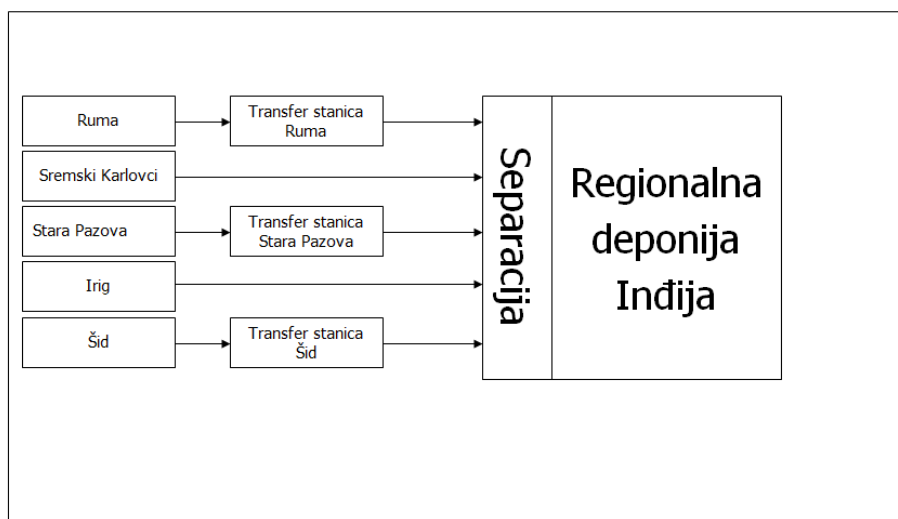 Ruma
Transfer stanica
Ruma
Sremski Karlovci
Stara Pazova
Transfer stanica
Stara Pazova
Irig
Šid
Transfer stanica
Šid
Separacija
Regionalna
deponija
Inđija